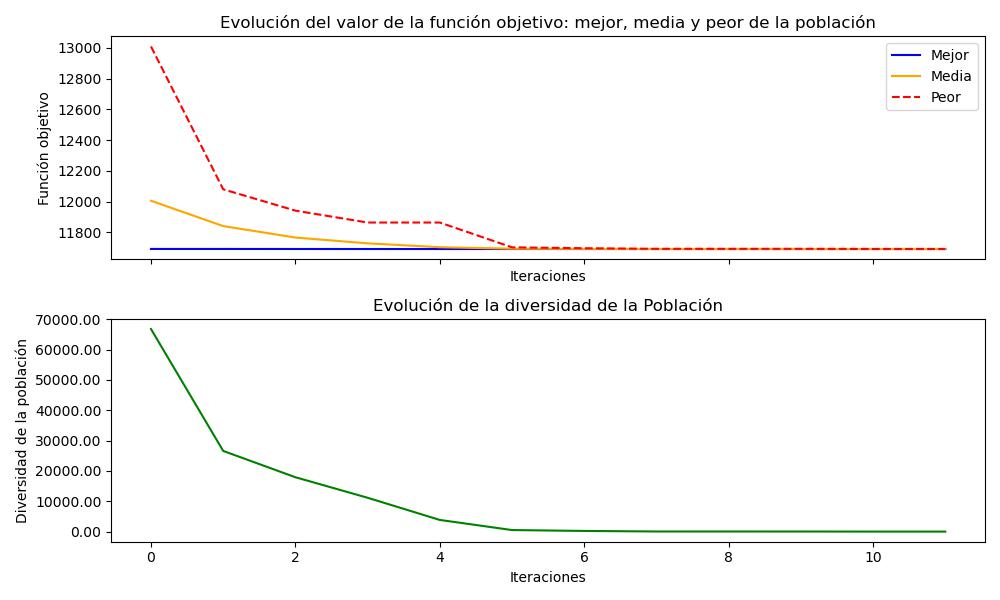 Evolución del valor de la función objetivo: mejor, media y peor de la población
13000
12800
12600
12400
12200
12000
11800
Función objetivo
Mejor
Media
Peor
Iteraciones
Evolución de la diversidad de la Población
70000.00
60000.00
50000.00
40000.00
30000.00
20000.00
10000.00
0.00
Diversidad de la población
0 2 4 6 8 10
Iteraciones